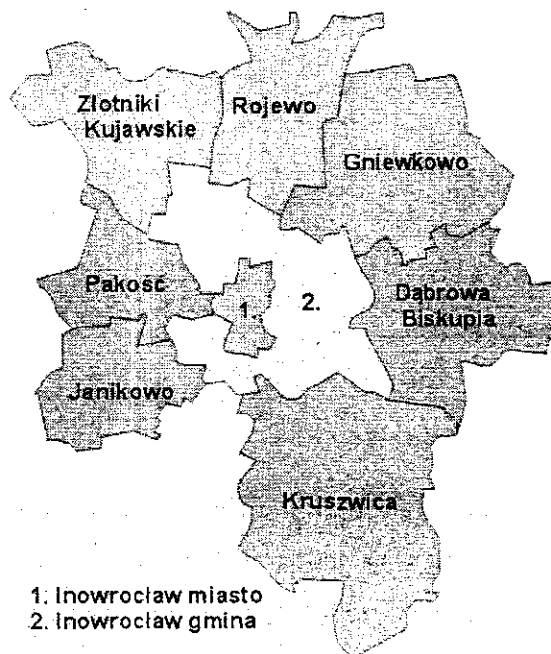 Złotniki
Kujawskie
Rojewo
Gniewkowo
Pakość
1.
2.
Dąbrowa
Biskupia
Janikowo
Kruszwica
1. Inowrocław miasto
2. Inowrocław gmina